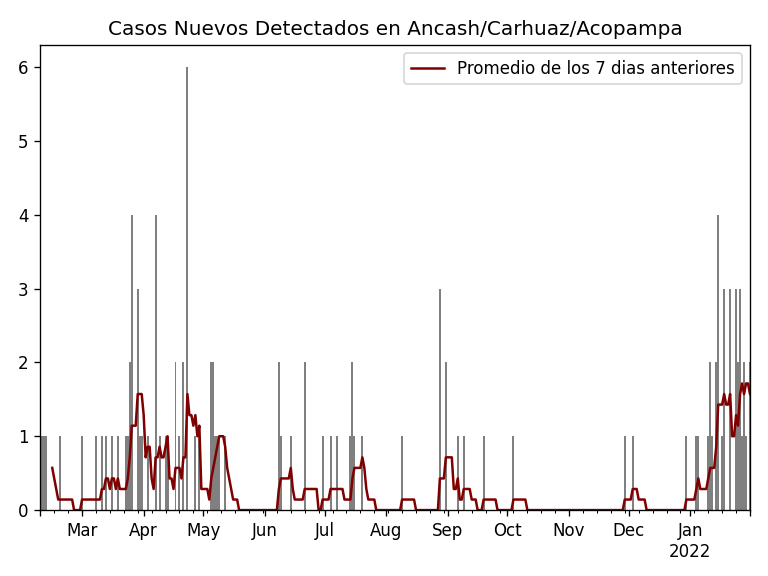 Casos Nuevos Detectados en Ancash/Carhuaz/Acopampa
Promedio de los 7 dias anteriores
6
5
4
3
2
1
0
Mar Apr May Jun Jul Aug Sep Oct Nov Dec Jan
2022